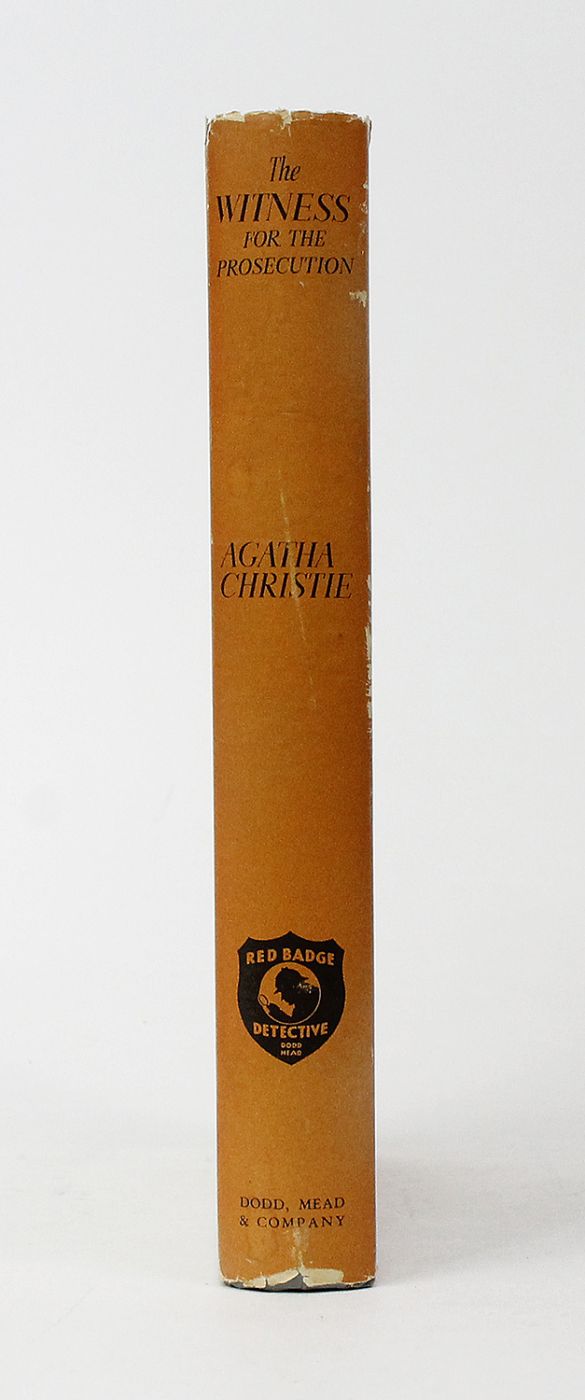 The
WITNESS
FOR THE
PROSECUTION
AGATHA
CHRISTIE
RED BADGE
DETECTIVE
DODD
MEAD
DODD, MEAD
& COMPANY